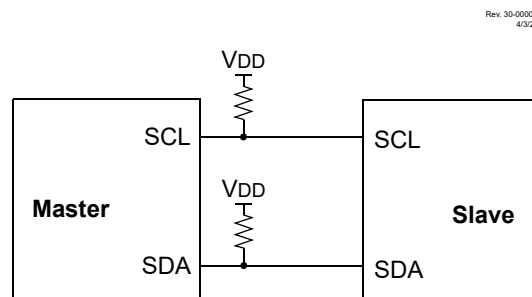 Rev. 30-0000
4/3/2
VDD
SCL
SCL
VDD
Master
Slave
SDA
SDA